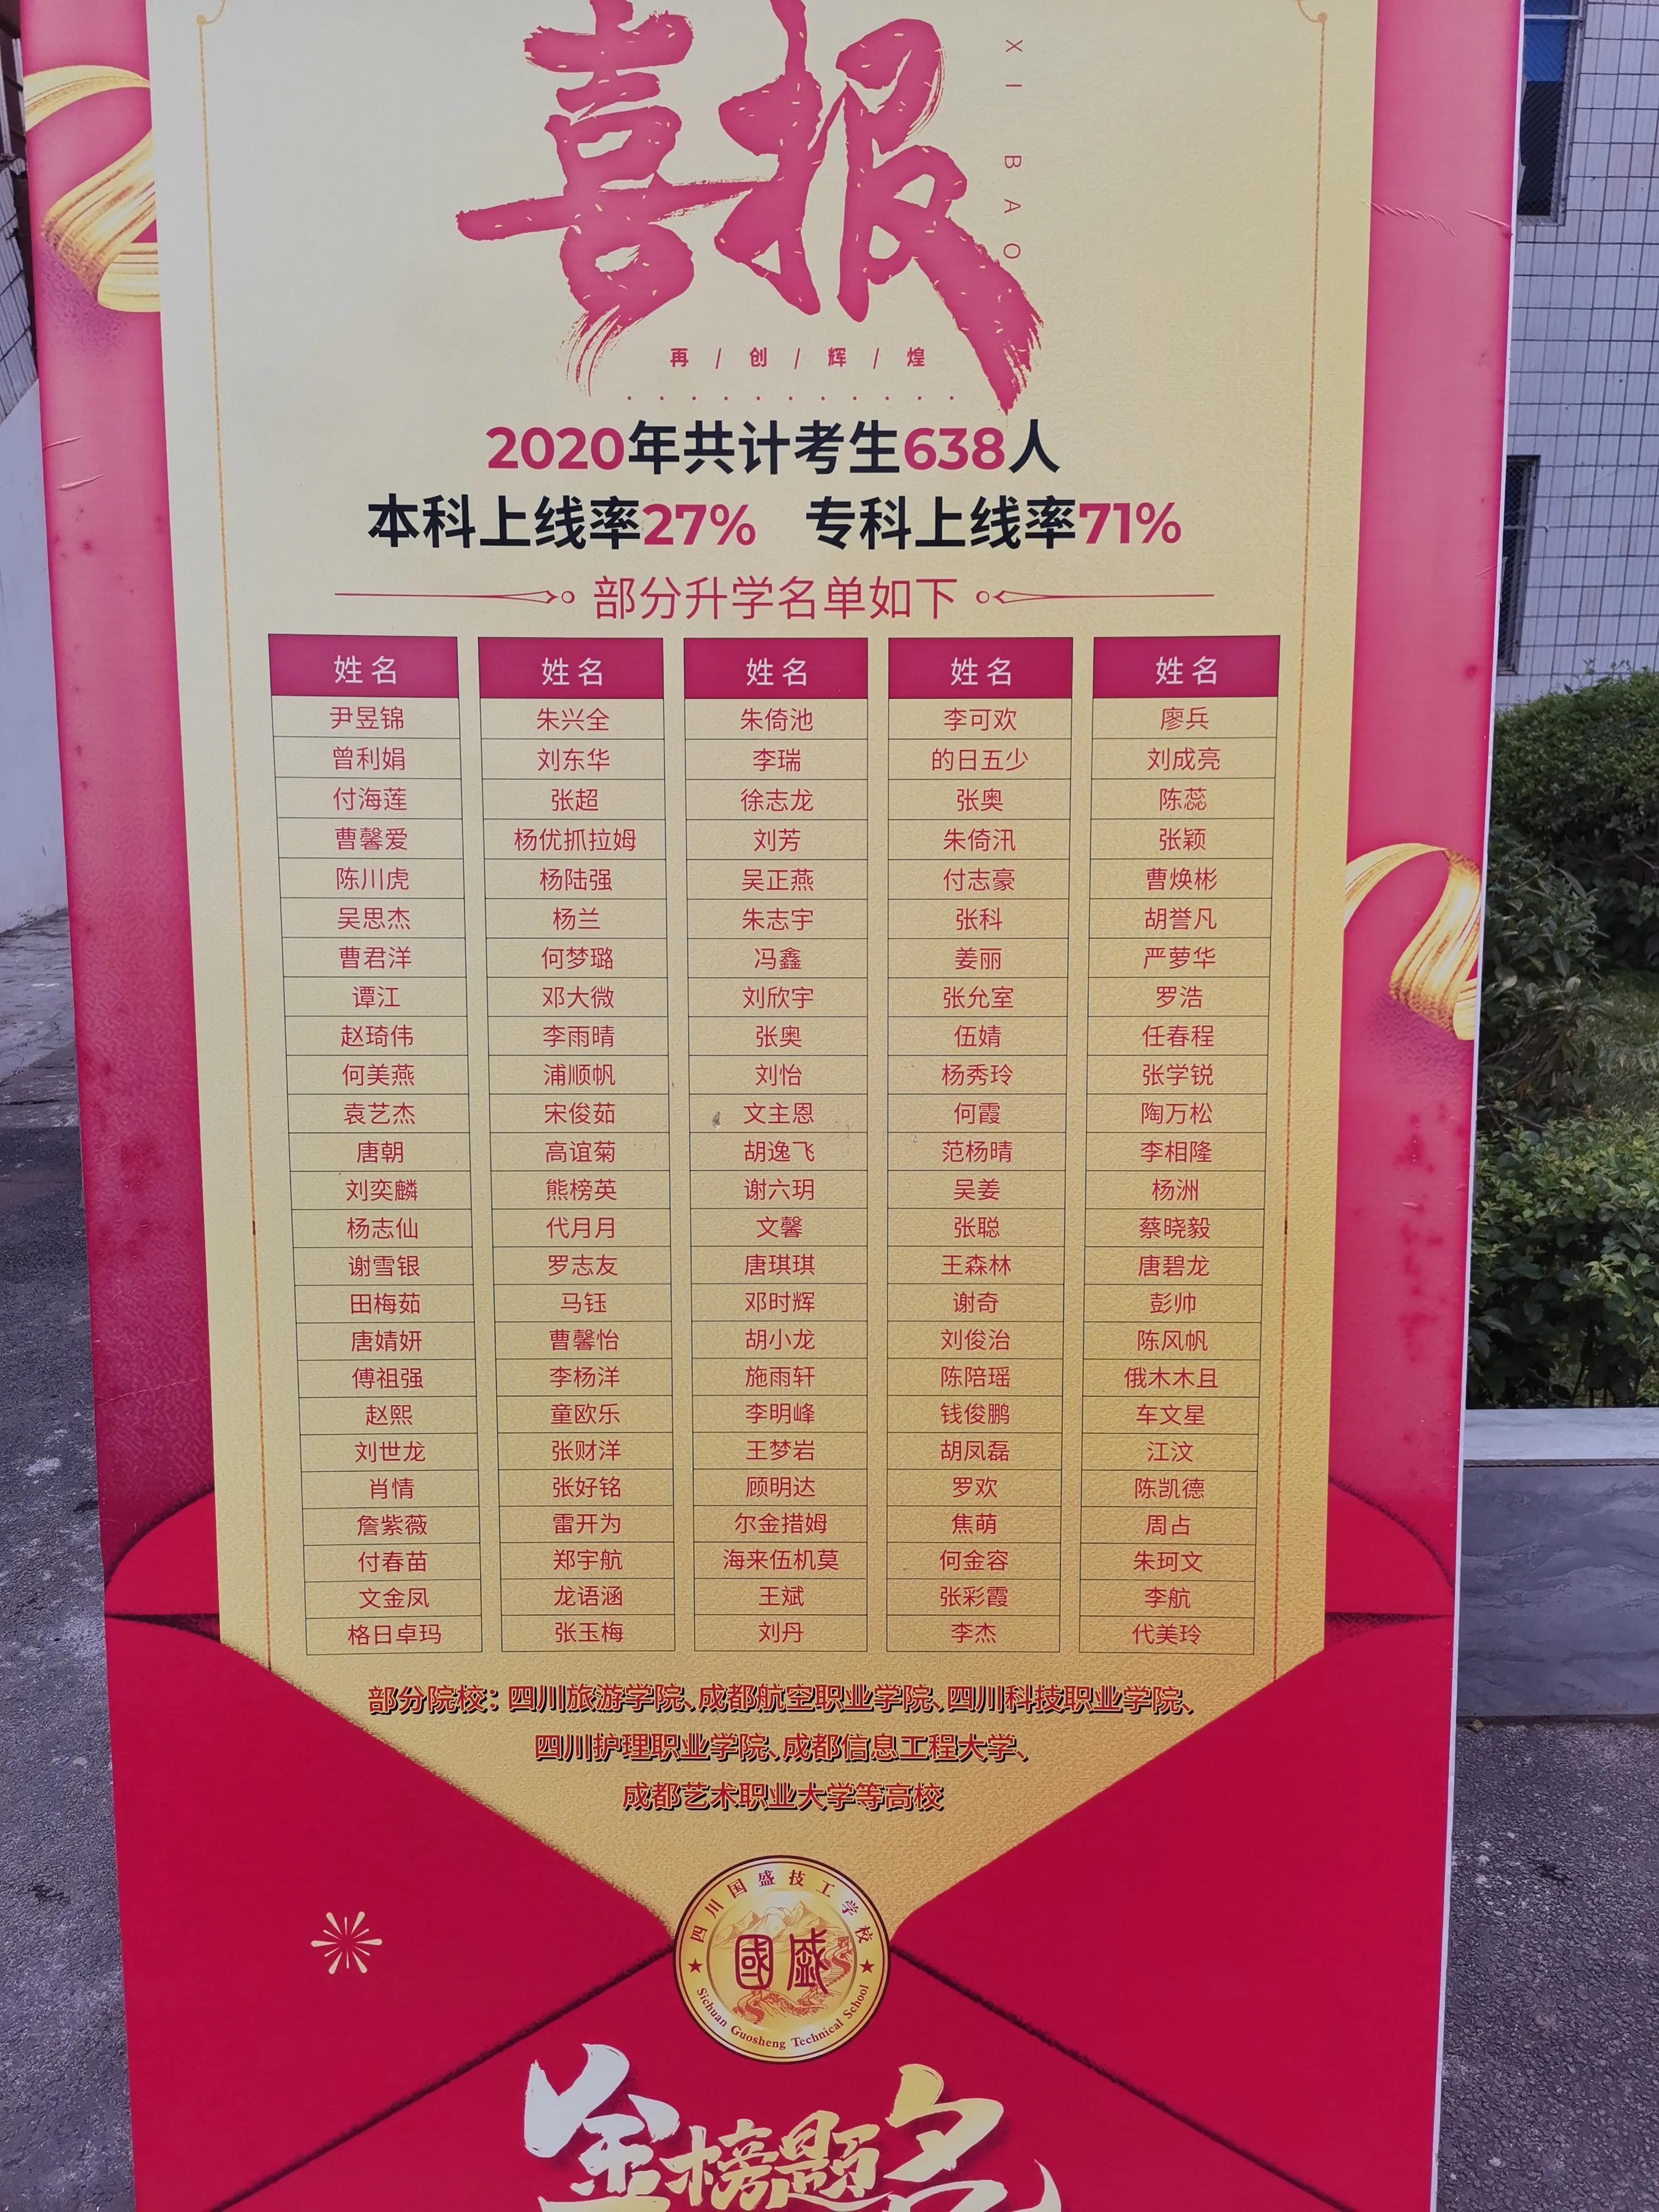 喜报
XI BAO
再/创/辉/煌
2020年共计考生638人
本科上线率27% 专科上线率71%
部分升学名单如下
姓名 姓名 姓名 姓名 姓名
尹昱锦 朱兴全 朱倚池 李可欢 廖兵
曾利娟 刘东华 李瑞 的日五少 刘成亮
付海莲 张超 徐志龙 张奥 陈蕊
曹馨爱 杨优抓拉姆 刘芳 朱倚汛 张颖
陈川虎 杨陆强 吴正燕 付志豪 曹焕彬
吴思杰 杨兰 朱志宇 张科 胡誉凡
曹君洋 何梦璐 冯鑫 姜丽 严萝华
谭江 邓大微 刘欣宇 张允室 罗浩
赵琦伟 李雨晴 张奥 伍婧 任春程
何美燕 浦顺帆 刘怡 杨秀玲 张学锐
袁艺杰 宋俊茹 文主恩 何霞 陶万松
唐朝 高谊菊 胡逸飞 范杨晴 李相隆
刘奕麟 熊榜英 谢六玥 吴姜 杨洲
杨志仙 代月月 文馨 张聪 蔡晓毅
谢雪银 罗志友 唐琪琪 王森林 唐碧龙
田梅茹 马钰 邓时辉 谢奇 彭帅
唐婧妍 曹馨怡 胡小龙 刘俊治 陈风帆
傅祖强 李杨洋 施雨轩 陈陪瑶 俄木木且
赵熙 童欧乐 李明峰 钱俊鹏 车文星
刘世龙 张财洋 王梦岩 胡凤磊 江汶
肖情 张好铭 顾明达 罗欢 陈凯德
詹紫薇 雷开为 尔金措姆 焦萌 周占
付春苗 郑宇航 海来伍机莫 何金容 朱珂文
文金凤 龙语涵 王斌 张彩霞 李航
格日卓玛 张玉梅 刘丹 李杰 代美玲
部分院校：四川旅游学院、成都航空职业学院、四川科技职业学院、
四川护理职业学院、成都信息工程大学、
成都艺术职业大学等高校
四川国盛技工学校
國盛
Sichuan Guosheng Technical School
金榜题名